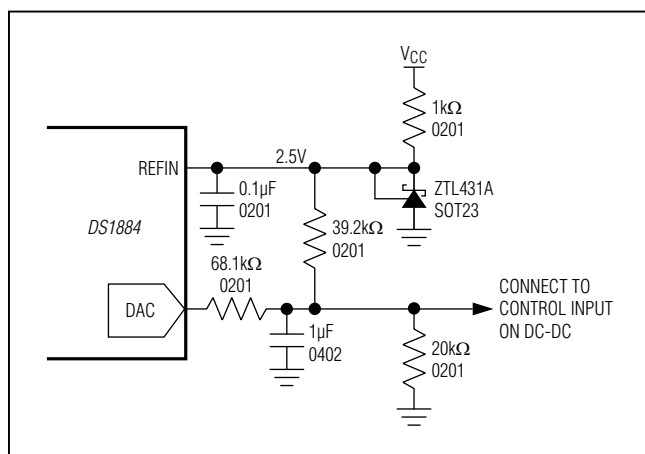 VCC
1kΩ
0201
REFIN
2.5V
ZTL431A
SOT23
0.1µF
0201
DS1884
39.2kΩ
0201
68.1kΩ
0201
DAC
CONNECT TO
CONTROL INPUT
ON DC-DC
1µF
0402
20kΩ
0201